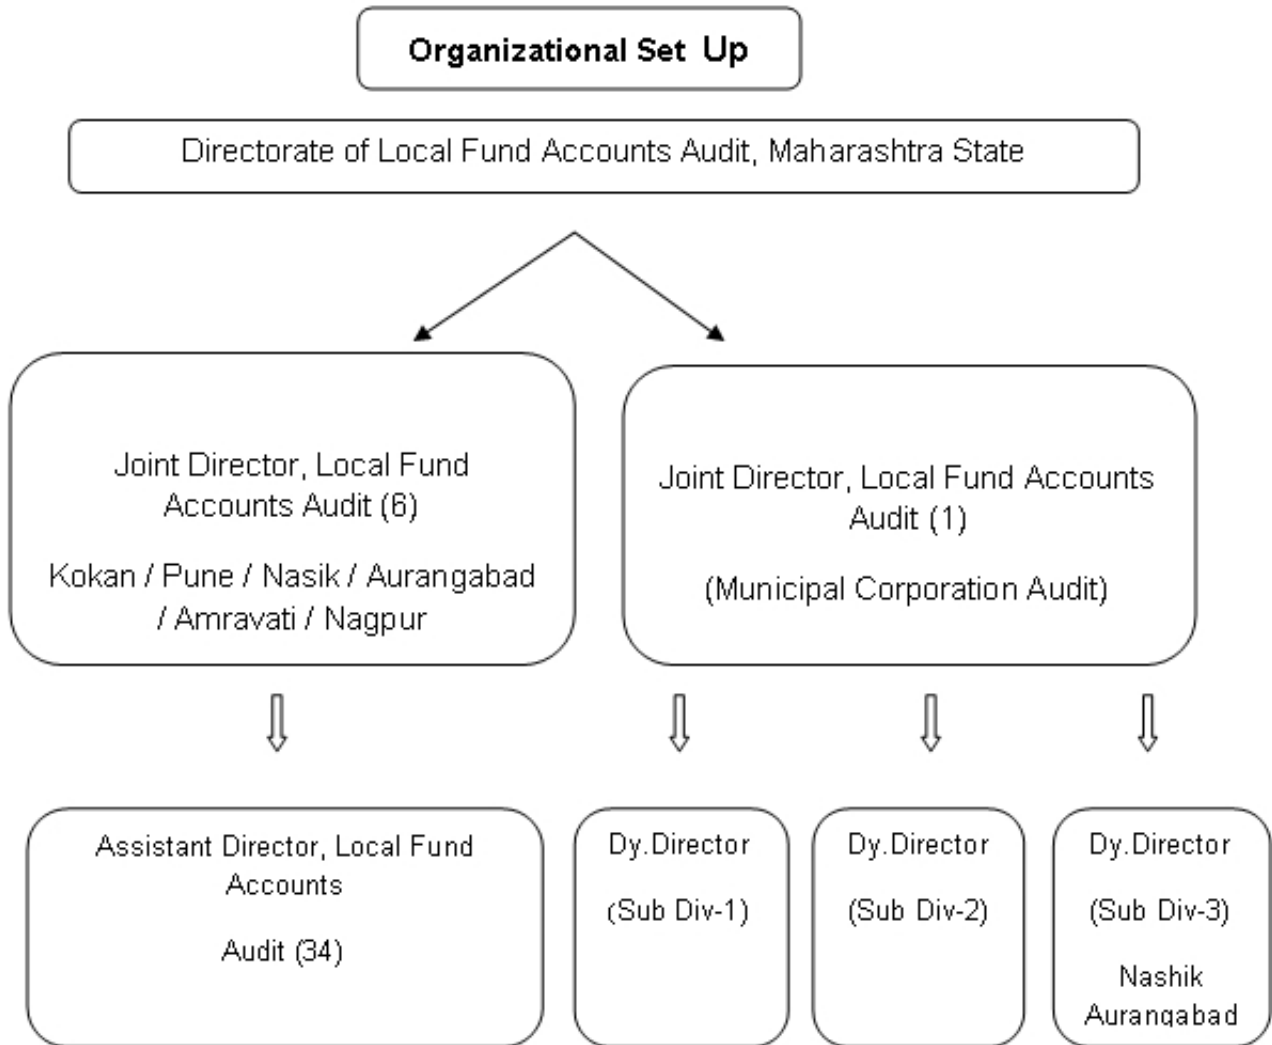 Organizational Set Up
Directorate of Local Fund Accounts Audit, Maharashtra State
Joint Director, Local Fund
Accounts Audit (6)
Kokan / Pune / Nasik / Aurangabad
/ Amravati / Nagpur
Joint Director, Local Fund Accounts
Audit (1)
(Municipal Corporation Audit)
Assistant Director, Local Fund
Accounts
Audit (34)
Dy.Director
(Sub Div-1)
Dy.Director
(Sub Div-2)
Dy.Director
(Sub Div-3)
Nashik
Aurangabad